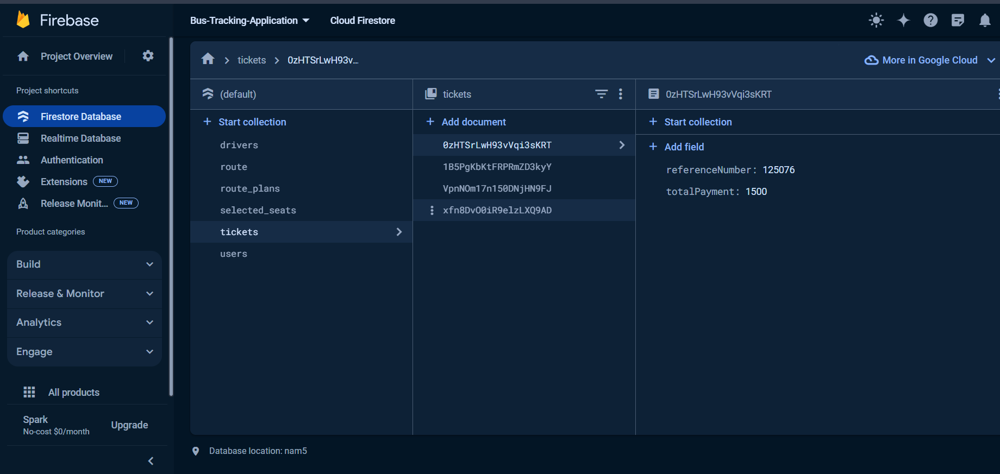 Firebase
Bus-Tracking-Application Cloud Firestore
Project Overview
Project shortcuts
Firestore Database
Realtime Database
Authentication
Extensions NEW
Release Monit... NEW
Product categories
Build
Release & Monitor
Analytics
Engage
All products
Spark
No-cost $0/month
Upgrade
tickets 0zHTSrLwH93v...
More in Google Cloud
(default)
Start collection
drivers
route
route_plans
selected_seats
tickets
users
tickets
Add document
0zHTSrLwH93vVqi3sKRT
1B5PgKbKtFRPRmZD3kyY
VpnNOm17n150DNjHN9FJ
xfn8DvO0iR9elzLXQ9AD
0zHTSrLwH93vVqi3sKRT
Start collection
Add field
referenceNumber: 125076
totalPayment: 1500
Database location: nam5